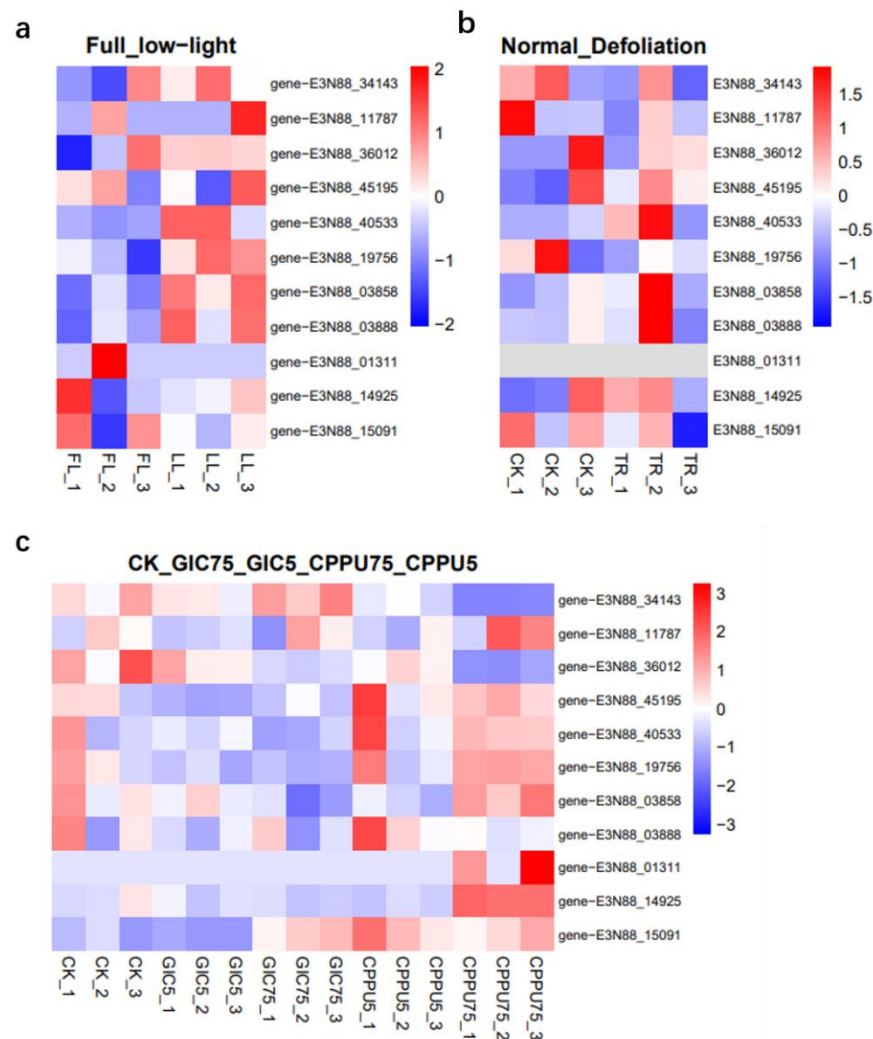 a
Full_low-light
gene-E3N88_34143
gene-E3N88_11787
gene-E3N88_36012
gene-E3N88_45195
gene-E3N88_40533
gene-E3N88_19756
gene-E3N88_03858
gene-E3N88_03888
gene-E3N88_01311
gene-E3N88_14925
gene-E3N88_15091
2
1
0
-1
-2
FL_1
FL_2
FL_3
LL_1
LL_2
LL_3
b
Normal_Defoliation
E3N88_34143
E3N88_11787
E3N88_36012
E3N88_45195
E3N88_40533
E3N88_19756
E3N88_03858
E3N88_03888
E3N88_01311
E3N88_14925
E3N88_15091
1.5
1
0.5
0
-0.5
-1
-1.5
CK_1
CK_2
CK_3
TR_1
TR_2
TR_3
c
CK_GIC75_GIC5_CPPU75_CPPU5
gene-E3N88_34143
gene-E3N88_11787
gene-E3N88_36012
gene-E3N88_45195
gene-E3N88_40533
gene-E3N88_19756
gene-E3N88_03858
gene-E3N88_03888
gene-E3N88_01311
gene-E3N88_14925
gene-E3N88_15091
3
2
1
0
-1
-2
-3
CK_1
CK_2
CK_3
GIC5_1
GIC5_2
GIC5_3
GIC75_1
GIC75_2
GIC75_3
CPPU5_1
CPPU5_2
CPPU5_3
CPPU75_1
CPPU75_2
CPPU75_3